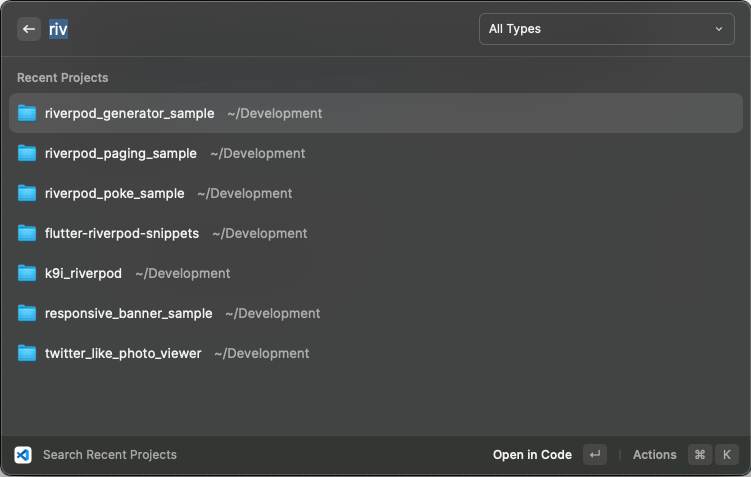 riv
All Types
Recent Projects
riverpod_generator_sample ~/Development
riverpod_paging_sample ~/Development
riverpod_poke_sample ~/Development
flutter-riverpod-snippets ~/Development
k9i_riverpod ~/Development
responsive_banner_sample ~/Development
twitter_like_photo_viewer ~/Development
Search Recent Projects Open in Code ↵ Actions ⌘ K